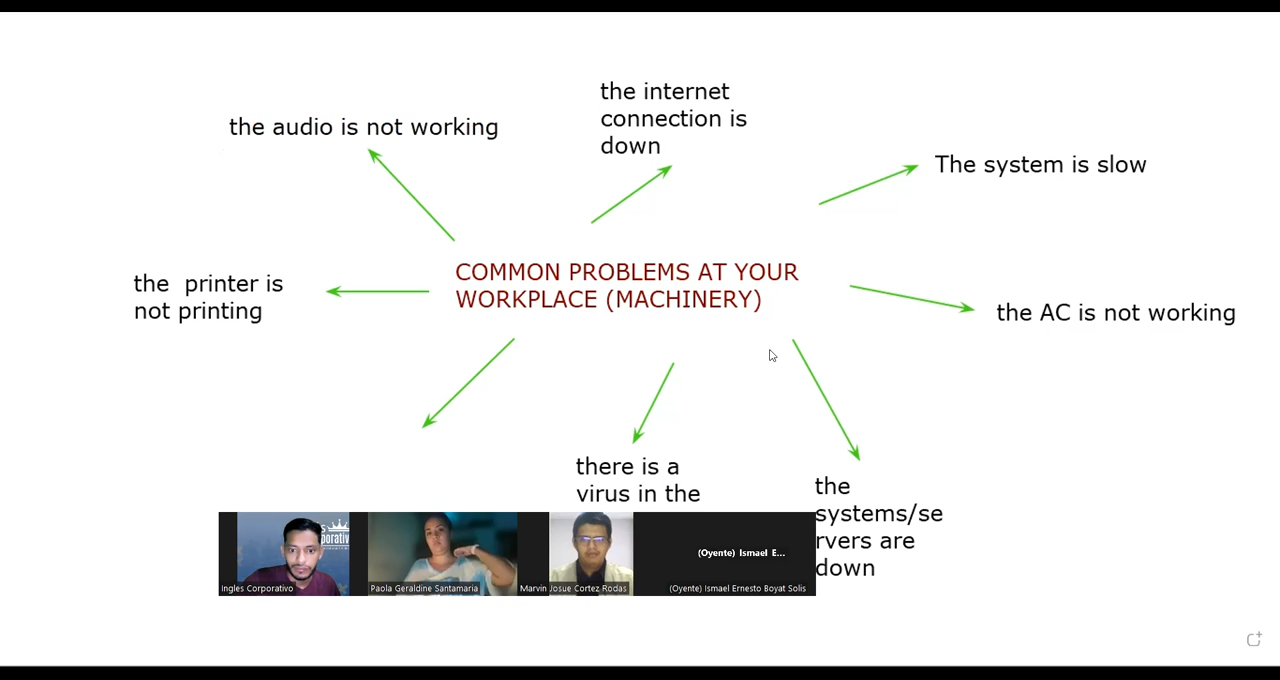 the internet
connection is
down
the audio is not working
The system is slow
COMMON PROBLEMS AT YOUR
WORKPLACE (MACHINERY)
the  printer is
not printing
the AC is not working
there is a
virus in the
the
systems/se
rvers are
down
(Oyente) Ismael E...
Ingles Corporativo
Paola Geraldine Santamaria
Marvin Josue Cortez Rodas
(Oyente) Ismael Ernesto Boyat Solis